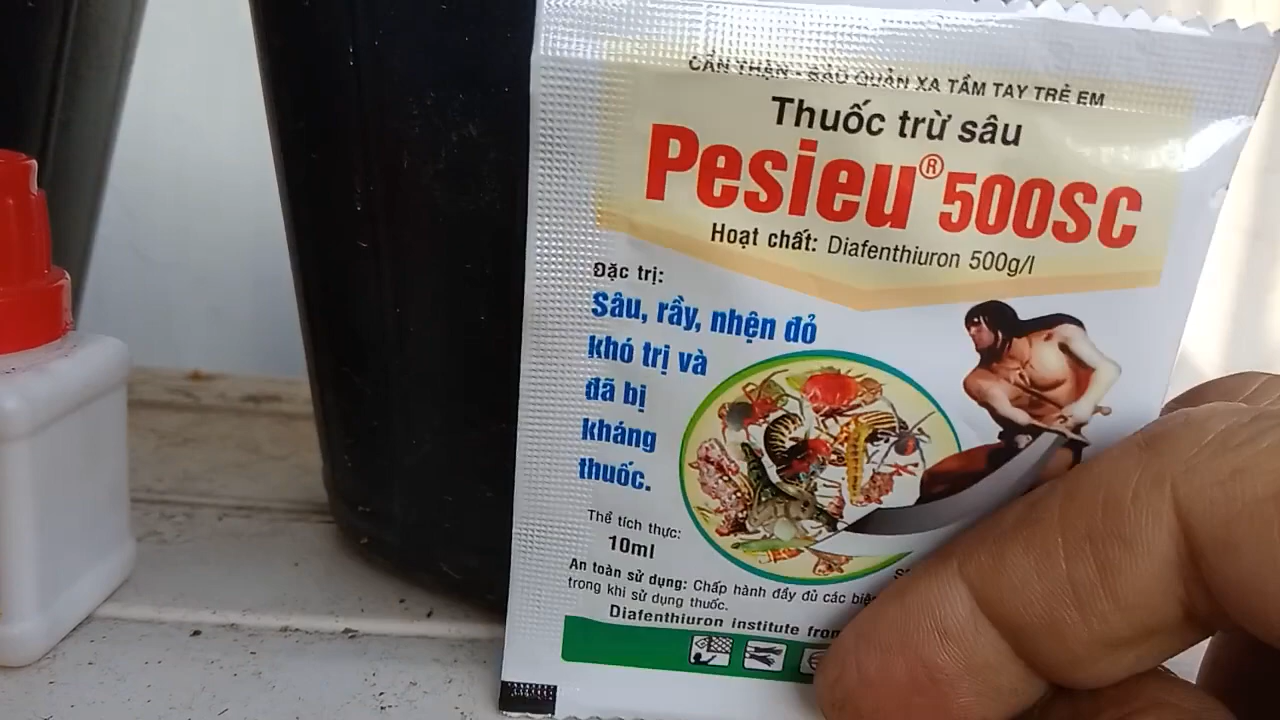 CẨN THẬN - BẢO QUẢN XA TẦM TAY TRẺ EM
Thuốc trừ sâu
Pesieu® 500SC
Hoạt chất: Diafenthiuron 500g/l
Đặc trị:
Sâu, rầy, nhện đỏ
khó trị và
đã bị
kháng
thuốc.
Thể tích thực:
10ml
An toàn sử dụng: Chấp hành đầy đủ các
trong khi sử dụng thuốc.
Diafenthiuron institute from